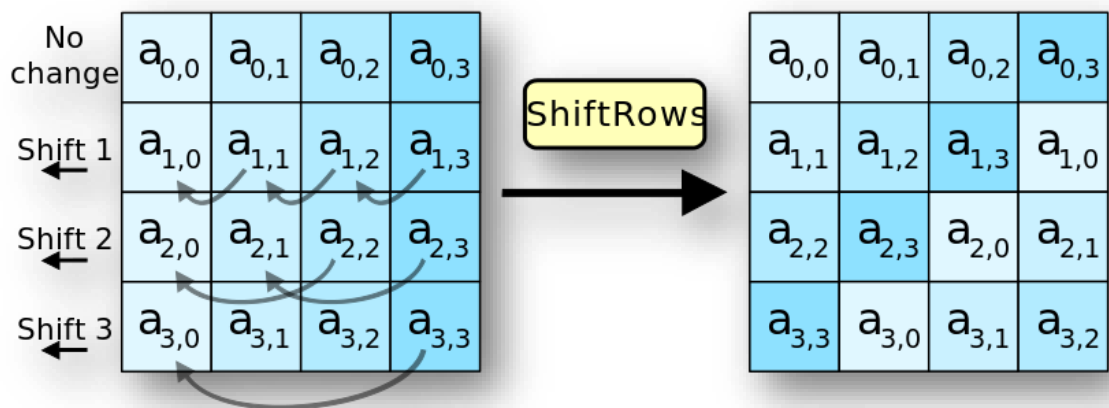 No
change
a0,0 a0,1 a0,2 a0,3
ShiftRows
a0,0 a0,1 a0,2 a0,3
Shift 1
a1,0 a1,1 a1,2 a1,3
a1,1 a1,2 a1,3 a1,0
Shift 2
a2,0 a2,1 a2,2 a2,3
a2,2 a2,3 a2,0 a2,1
Shift 3
a3,0 a3,1 a3,2 a3,3
a3,3 a3,0 a3,1 a3,2